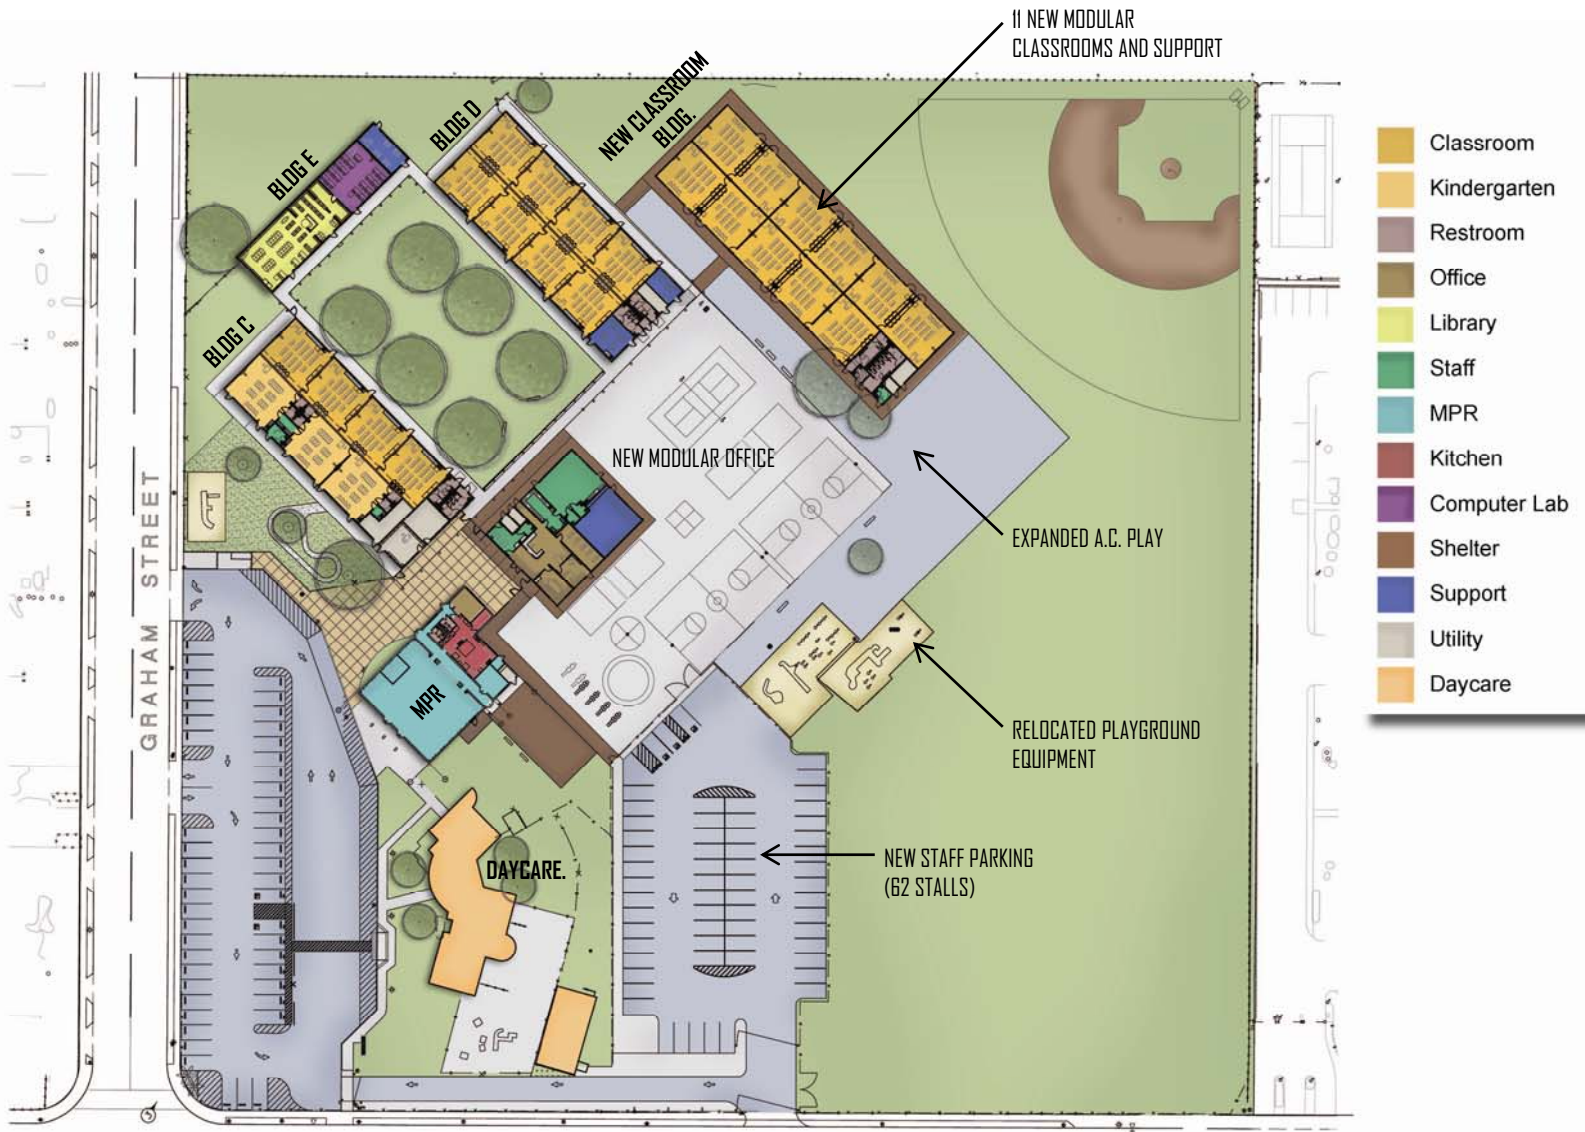 11 NEW MODULAR
CLASSROOMS AND SUPPORT
NEW CLASSROOM
BLDG.
BLDG D
BLDG E
BLDG C
NEW MODULAR OFFICE
EXPANDED A.C. PLAY
GRAHAM STREET
MPR
RELOCATED PLAYGROUND
EQUIPMENT
DAYCARE.
NEW STAFF PARKING
(62 STALLS)
Classroom
Kindergarten
Restroom
Office
Library
Staff
MPR
Kitchen
Computer Lab
Shelter
Support
Utility
Daycare